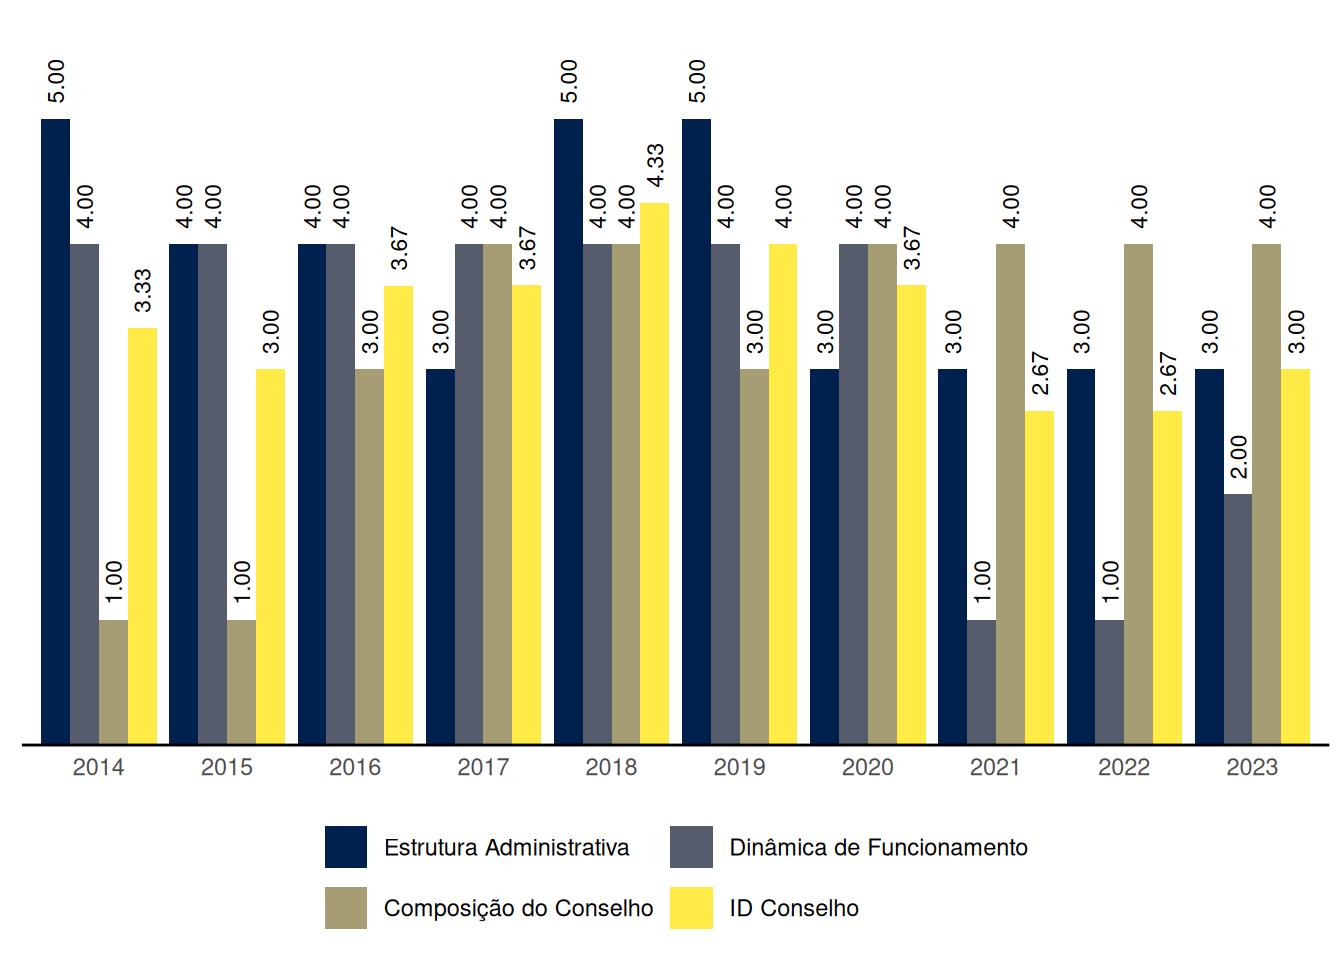 5.00 4.00 1.00 3.33 4.00 4.00 1.00 3.00 4.00 4.00 3.00 3.67 3.00 4.00 4.00 3.67 5.00 4.00 4.00 4.33 5.00 4.00 3.00 4.00 3.00 4.00 4.00 3.67 3.00 1.00 4.00 2.67 3.00 1.00 4.00 2.67 3.00 2.00 4.00 3.00
2014 2015 2016 2017 2018 2019 2020 2021 2022 2023
Estrutura Administrativa Dinâmica de Funcionamento
Composição do Conselho ID Conselho